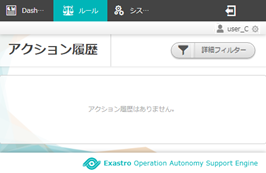 Dash… ルール シス…
user_C
アクション履歴
詳細フィルター
アクション履歴はありません。
Exastro Operation Autonomy Support Engine